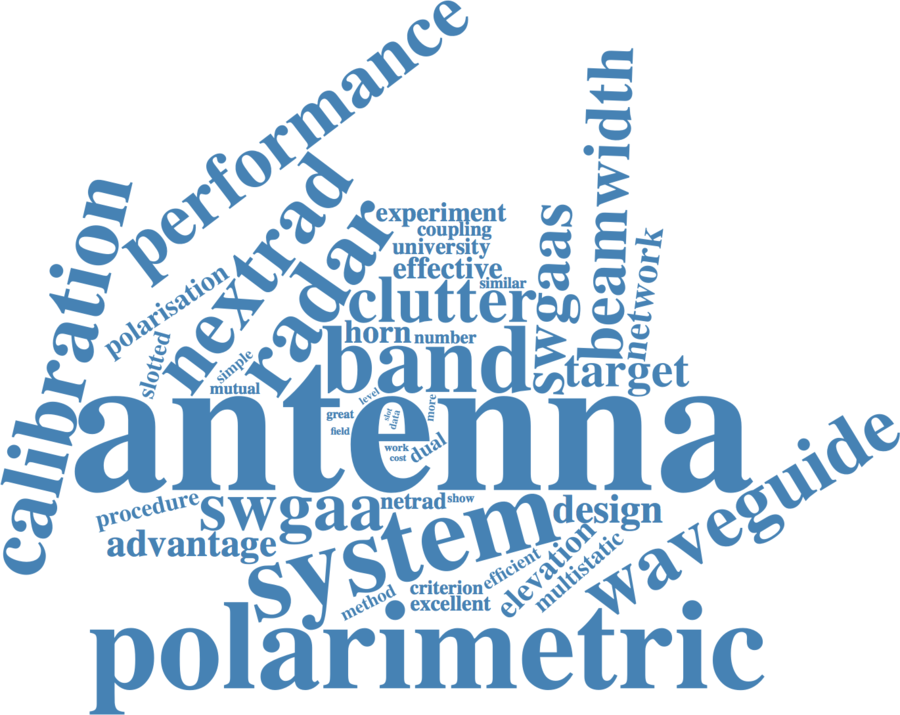 performance
calibration
nextrad
radar
beamwidth
swgaas
network
experiment
coupling
university
effective
similar
clutter
polarisation
horn
number
band
target
slotted
simple
mutual
antenna
level
great
slot
data
more
field
work
cost
dual
procedure
swgaa
netrad
show
design
waveguide
advantage
system
elevation
efficient
multistatic
criterion
excellent
method
polarimetric